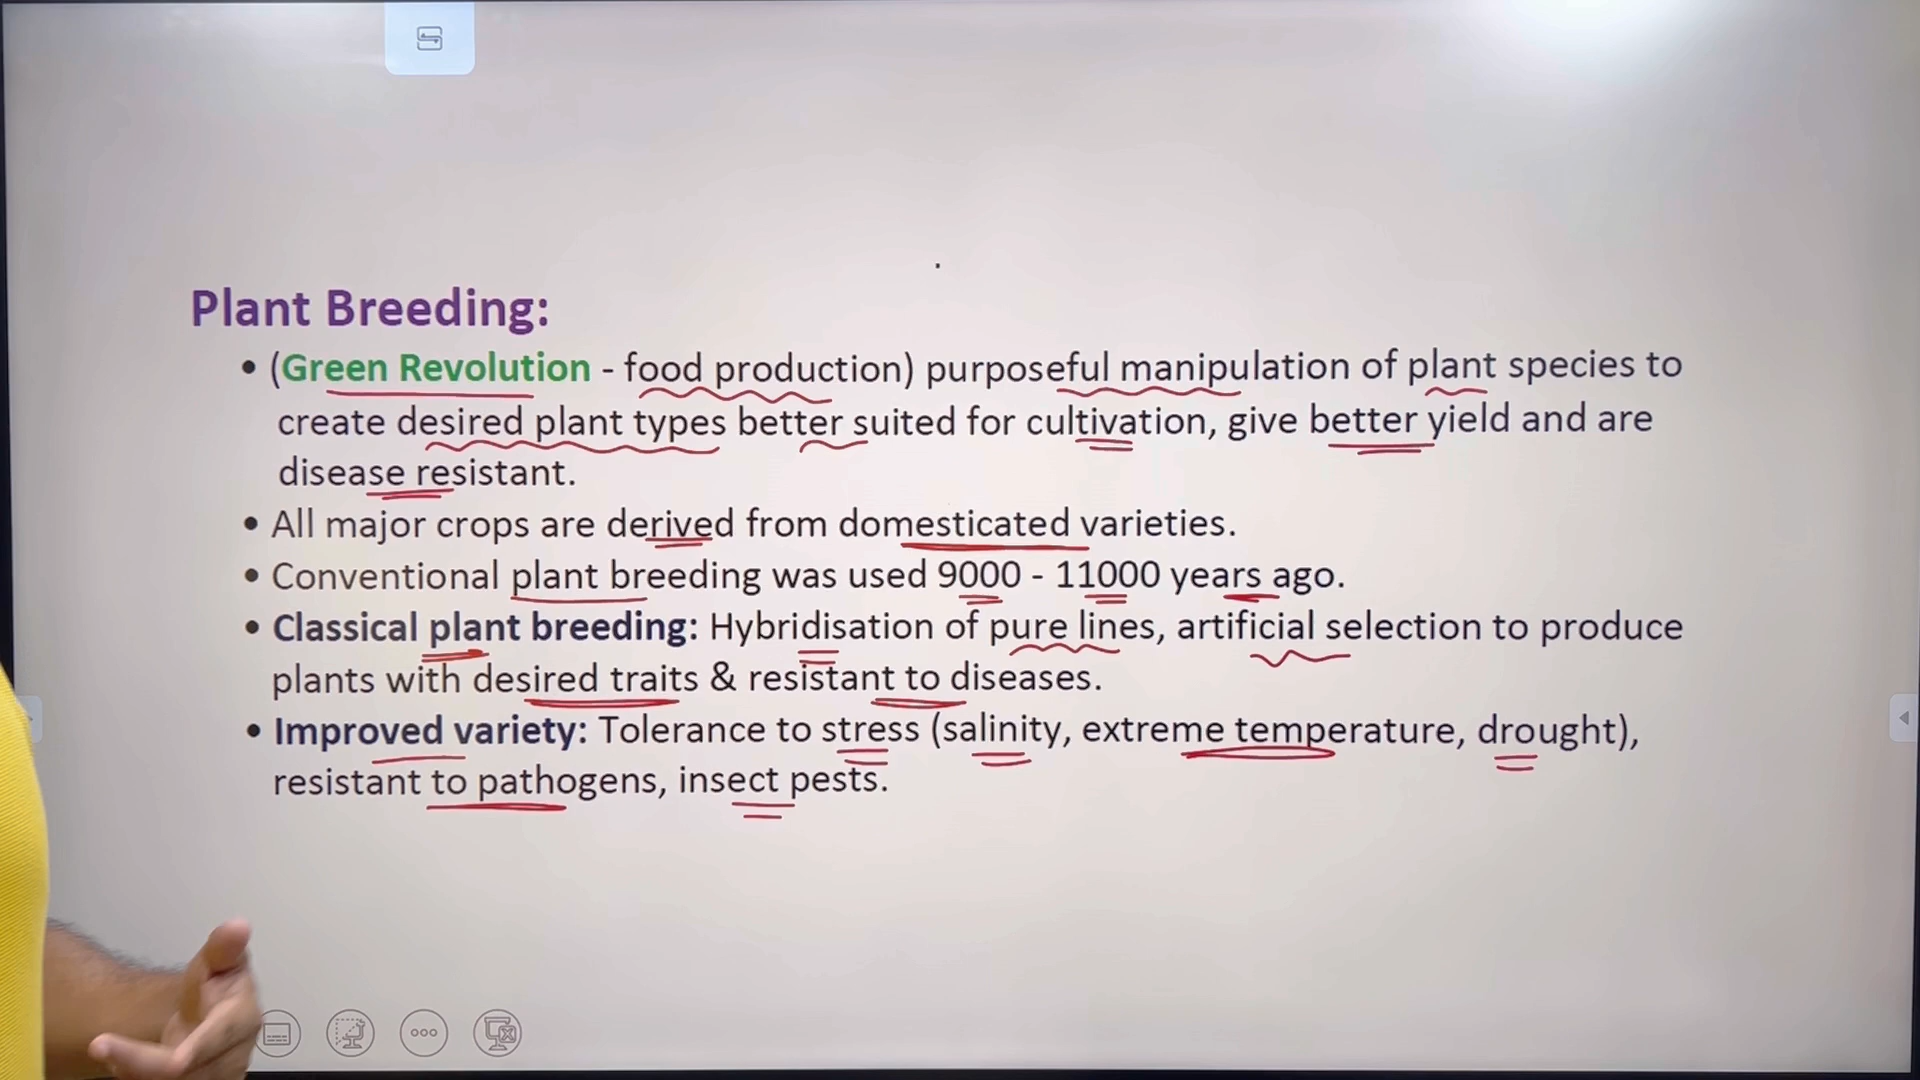 Plant Breeding:
• (Green Revolution - food production) purposeful manipulation of plant species to
create desired plant types better suited for cultivation, give better yield and are
disease resistant.
• All major crops are derived from domesticated varieties.
• Conventional plant breeding was used 9000 - 11000 years ago.
• Classical plant breeding: Hybridisation of pure lines, artificial selection to produce
plants with desired traits & resistant to diseases.
• Improved variety: Tolerance to stress (salinity, extreme temperature, drought),
resistant to pathogens, insect pests.